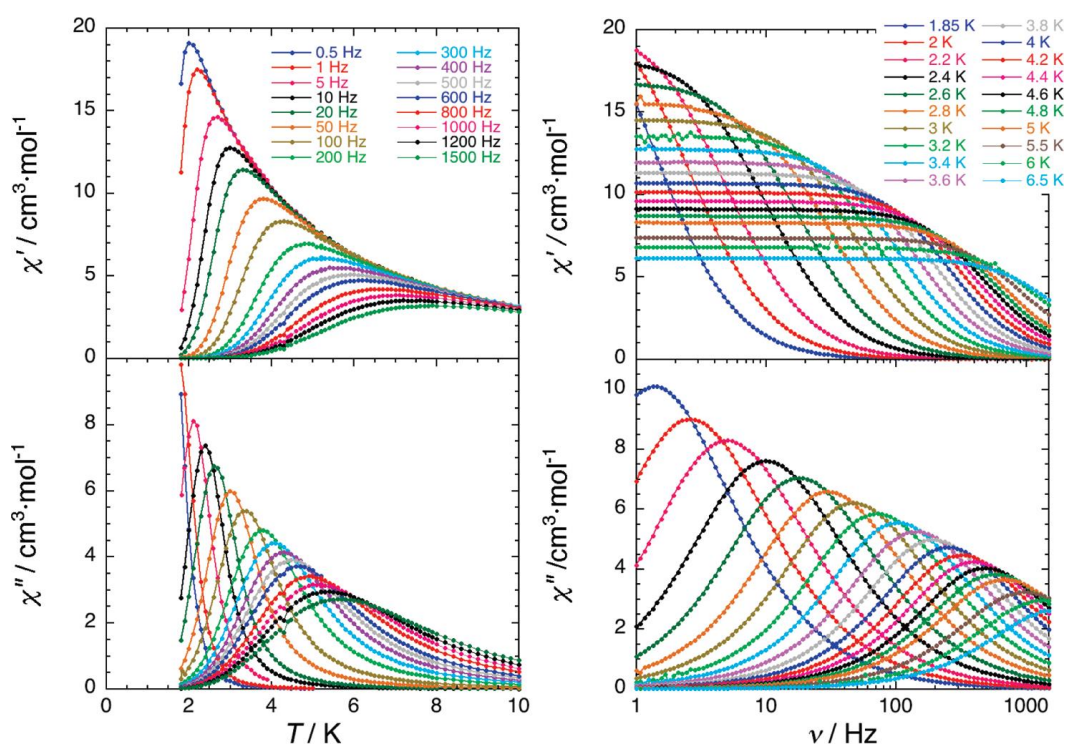 χ′ / cm³·mol⁻¹
20
15
10
5
0
0.5 Hz
1 Hz
5 Hz
10 Hz
20 Hz
50 Hz
100 Hz
200 Hz
300 Hz
400 Hz
500 Hz
600 Hz
800 Hz
1000 Hz
1200 Hz
1500 Hz
χ″ / cm³·mol⁻¹
8
6
4
2
0
0 2 4 6 8 10
T / K
χ′ / cm³·mol⁻¹
20
15
10
5
0
1.85 K
2 K
2.2 K
2.4 K
2.6 K
2.8 K
3 K
3.2 K
3.4 K
3.6 K
3.8 K
4 K
4.2 K
4.4 K
4.6 K
4.8 K
5 K
5.5 K
6 K
6.5 K
χ″ / cm³·mol⁻¹
10
8
6
4
2
0
1 10 100 1000
ν / Hz